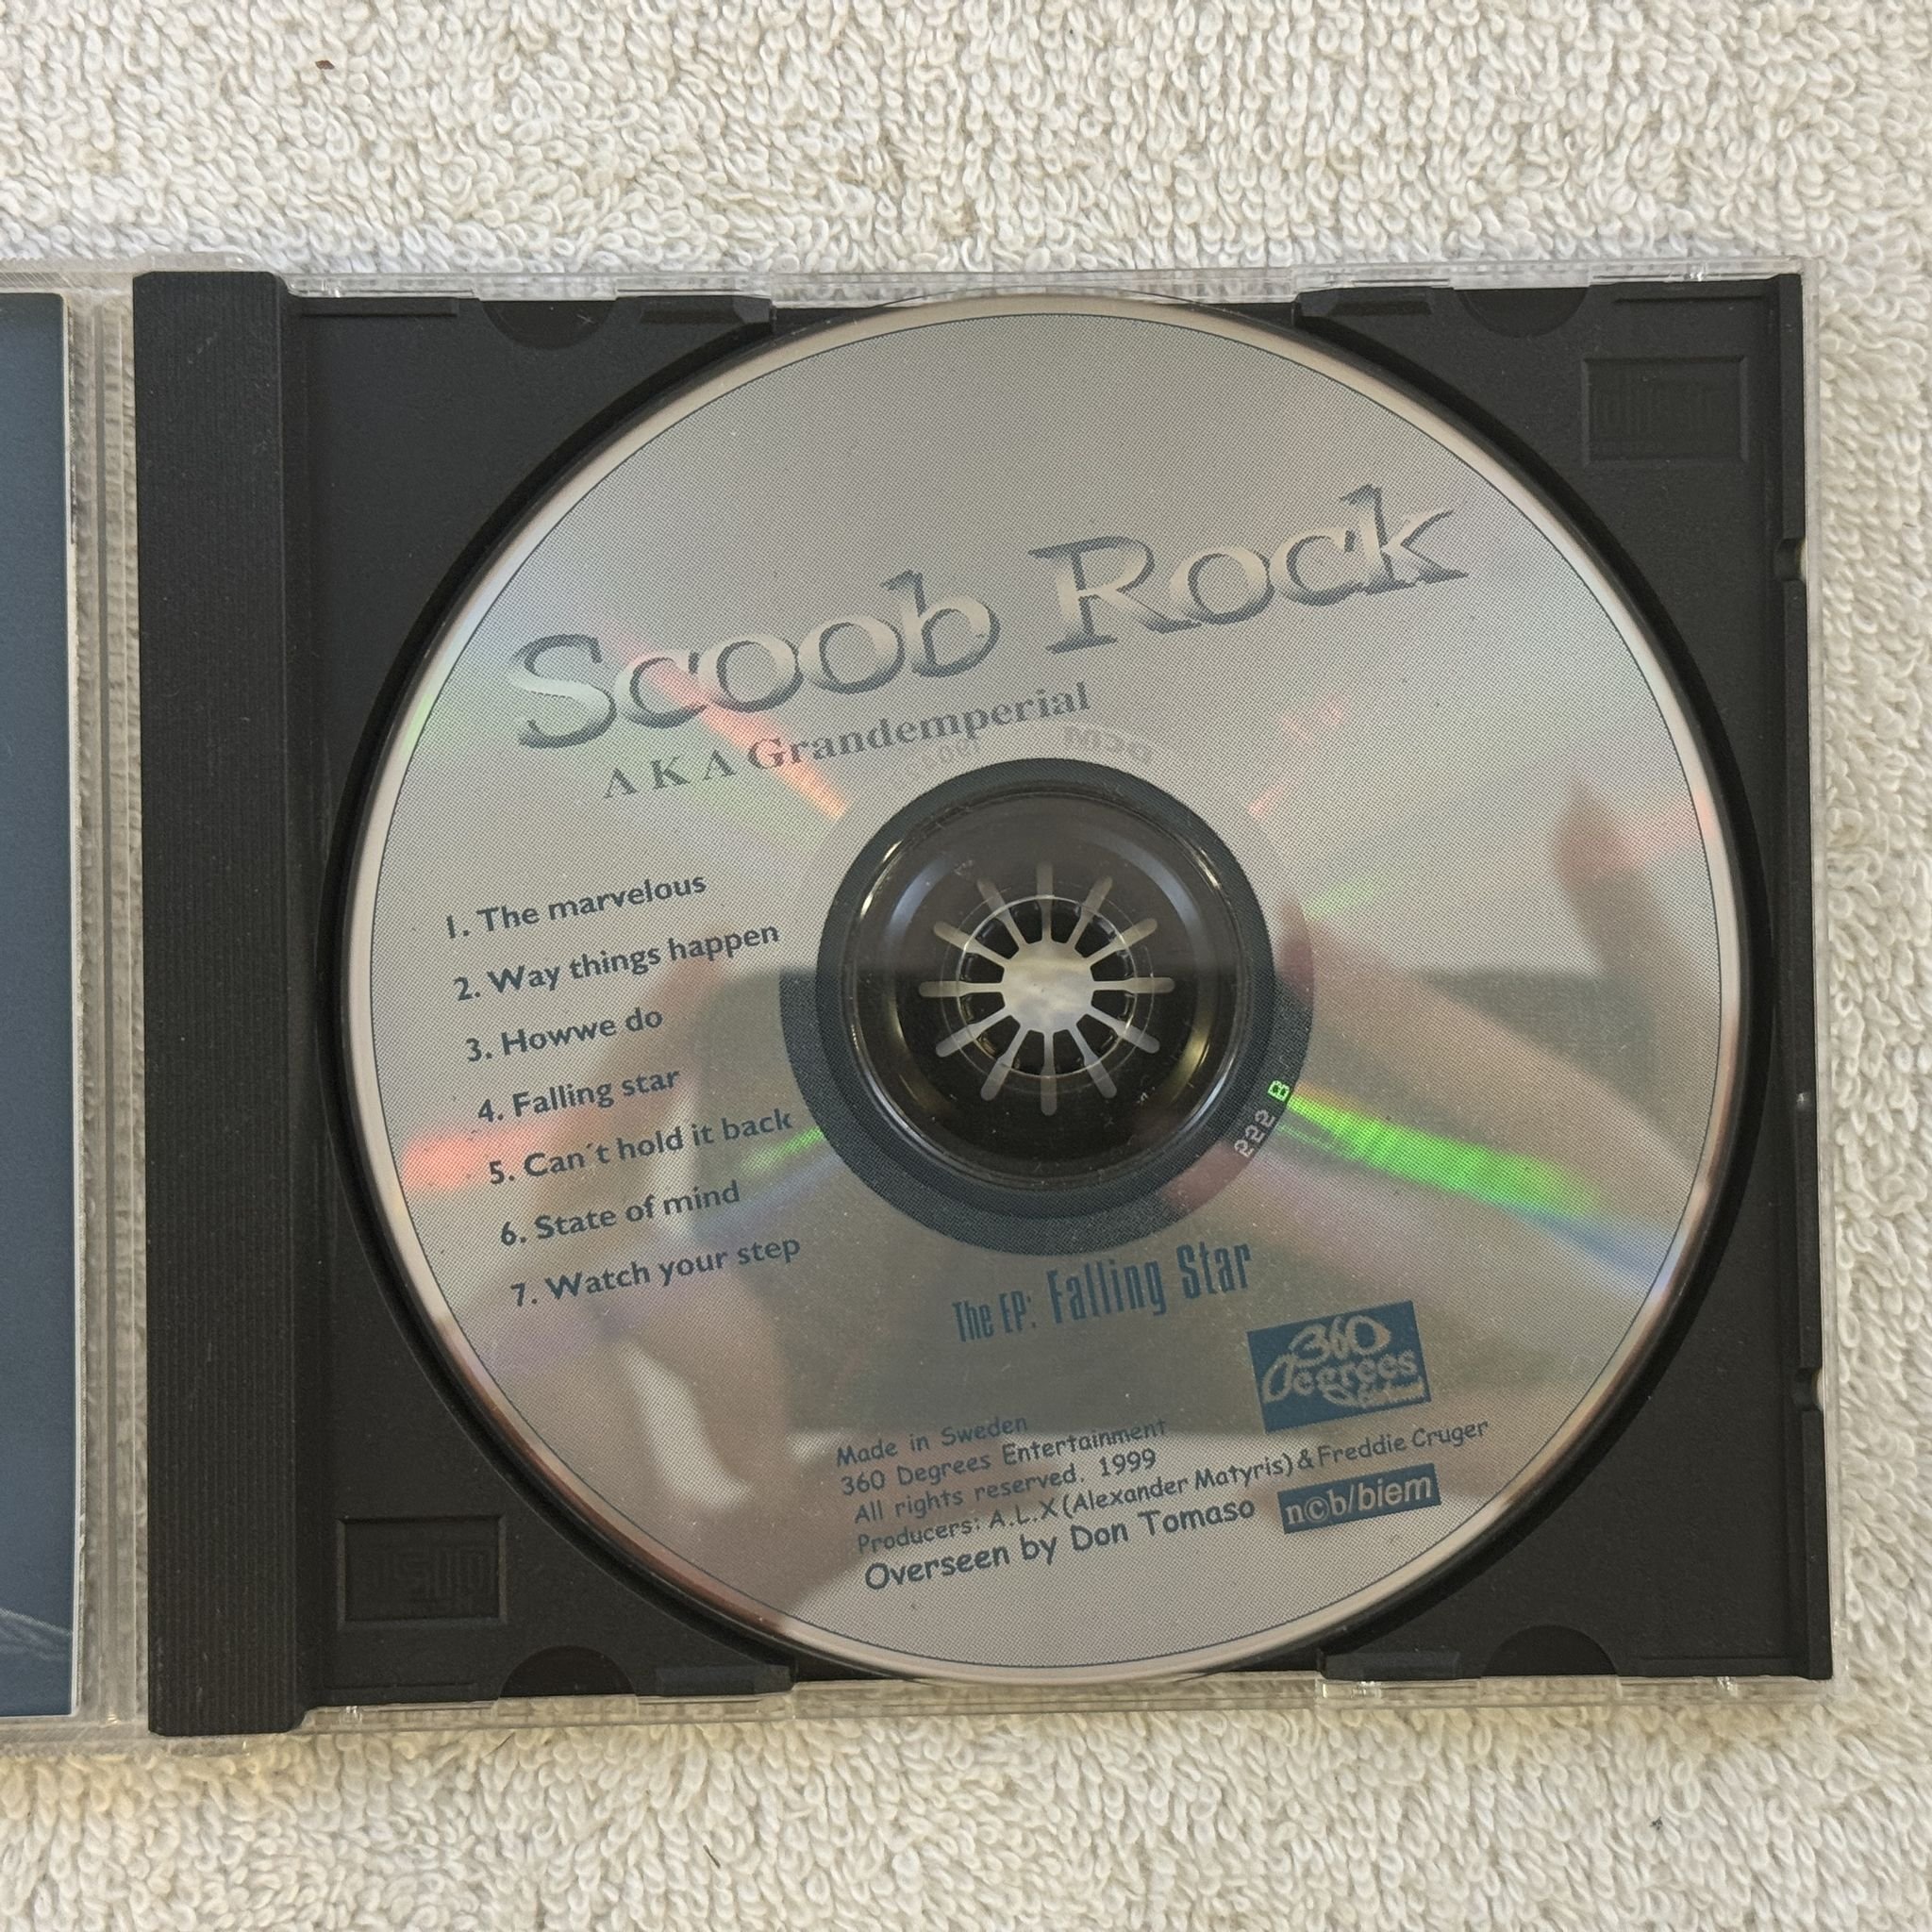 Scoob Rock
AKA Grandemperial
1. The marvelous
2. Way things happen
3. Howwe do
4. Falling star
5. Can´t hold it back
6. State of mind
7. Watch your step
222 B
The EP: Falling Star
360
Degrees
Made in Sweden
360 Degrees Entertainment
All rights reserved. 1999
Producers: A.L.X (Alexander Matyris) & Freddie Cruger
Overseen by Don Tomaso
n©b/biem